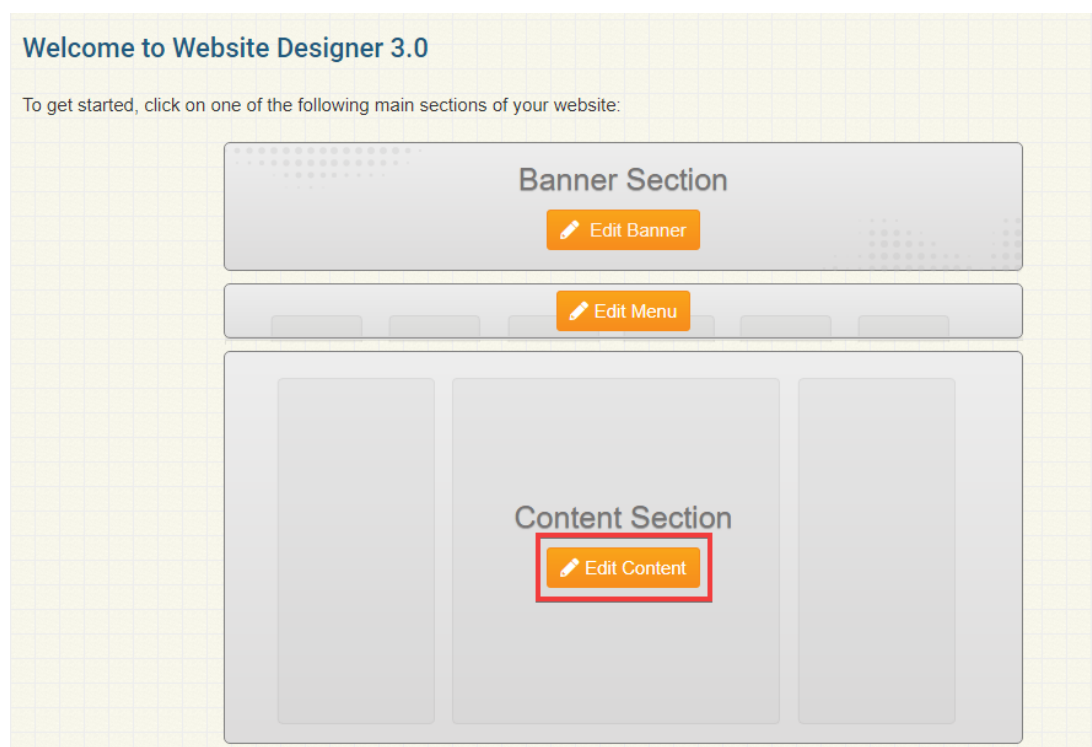 Welcome to Website Designer 3.0
To get started, click on one of the following main sections of your website:
Banner Section
Edit Banner
Edit Menu
Content Section
Edit Content